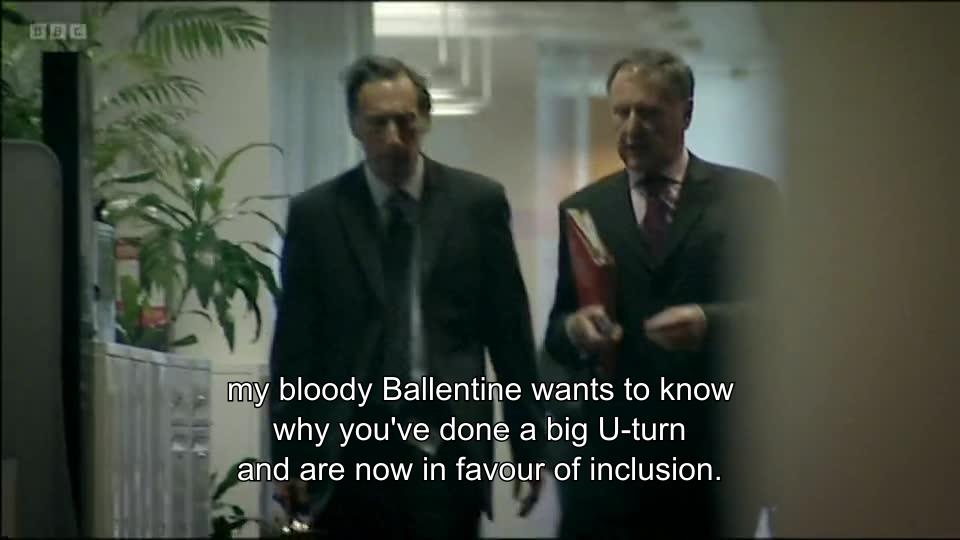 BBC
my bloody Ballentine wants to know
why you've done a big U-turn
and are now in favour of inclusion.